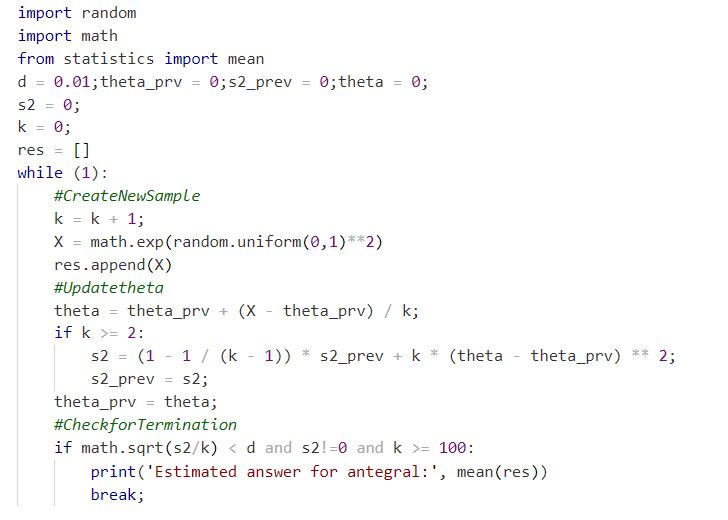 import random
import math
from statistics import mean
d = 0.01;theta_prv = 0;s2_prev = 0;theta = 0;
s2 = 0;
k = 0;
res = []
while (1):
    #CreateNewSample
    k = k + 1;
    X = math.exp(random.uniform(0,1)**2)
    res.append(X)
    #Updatetheta
    theta = theta_prv + (X - theta_prv) / k;
    if k >= 2:
        s2 = (1 - 1 / (k - 1)) * s2_prev + k * (theta - theta_prv) ** 2;
        s2_prev = s2;
    theta_prv = theta;
    #CheckforTermination
    if math.sqrt(s2/k) < d and s2!=0 and k >= 100:
        print('Estimated answer for antegral:', mean(res))
        break;